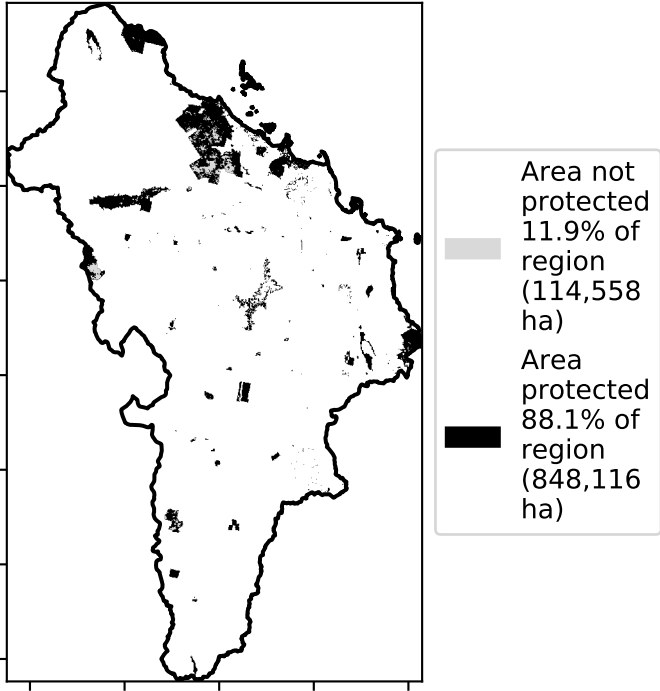 Area not
protected
11.9% of
region
(114,558
ha)
Area
protected
88.1% of
region
(848,116
ha)